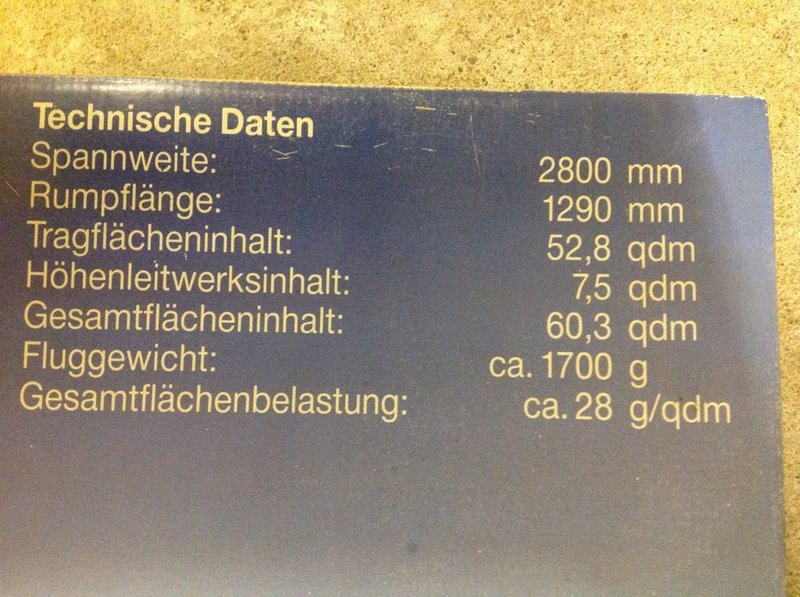 Technische Daten
Spannweite: 2800 mm
Rumpflänge: 1290 mm
Tragflächeninhalt: 52,8 qdm
Höhenleitwerksinhalt: 7,5 qdm
Gesamtflächeninhalt: 60,3 qdm
Fluggewicht: ca. 1700 g
Gesamtflächenbelastung: ca. 28 g/qdm